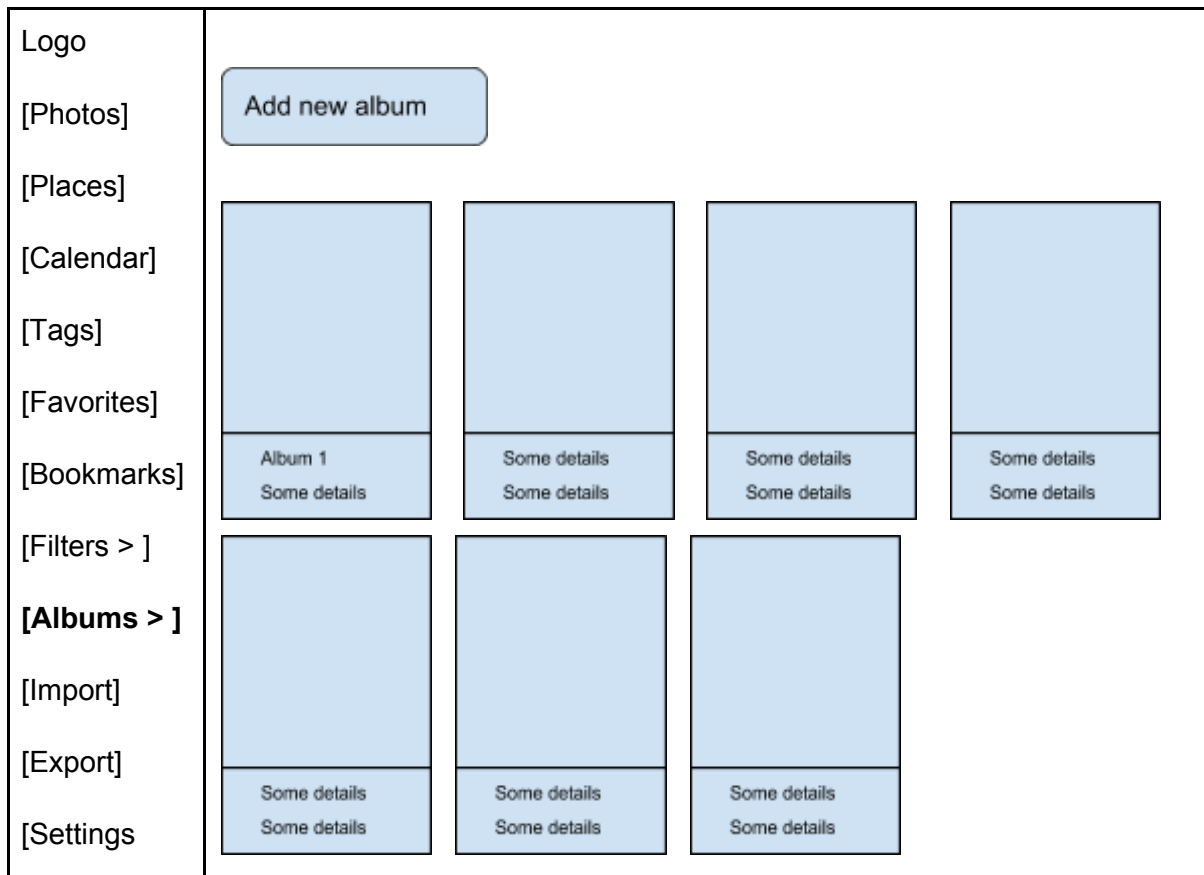 Logo
[Photos]
[Places]
[Calendar]
[Tags]
[Favorites]
[Bookmarks]
[Filters > ]
[Albums > ]
[Import]
[Export]
[Settings
Add new album
Album 1
Some details
Some details
Some details
Some details
Some details
Some details
Some details
Some details
Some details
Some details
Some details
Some details
Some details